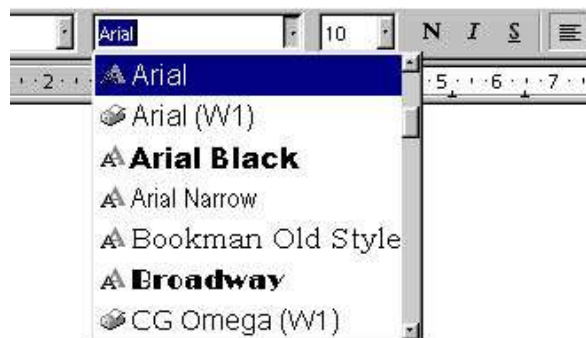 Arial 10 N I S
2 5 6 7
Arial
Arial (W1)
Arial Black
Arial Narrow
Bookman Old Style
Broadway
CG Omega (W1)